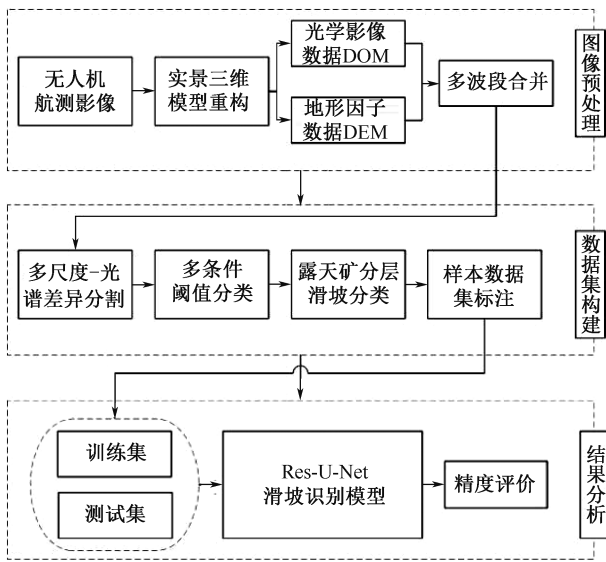 无人机
航测影像
实景三维
模型重构
光学影像
数据DOM
地形因子
数据DEM
多波段合并
图像预处理
多尺度-光
谱差异分割
多条件
阈值分类
露天矿分层
滑坡分类
样本数据
集标注
数据集构建
训练集
测试集
Res-U-Net
滑坡识别模型
精度评价
结果分析